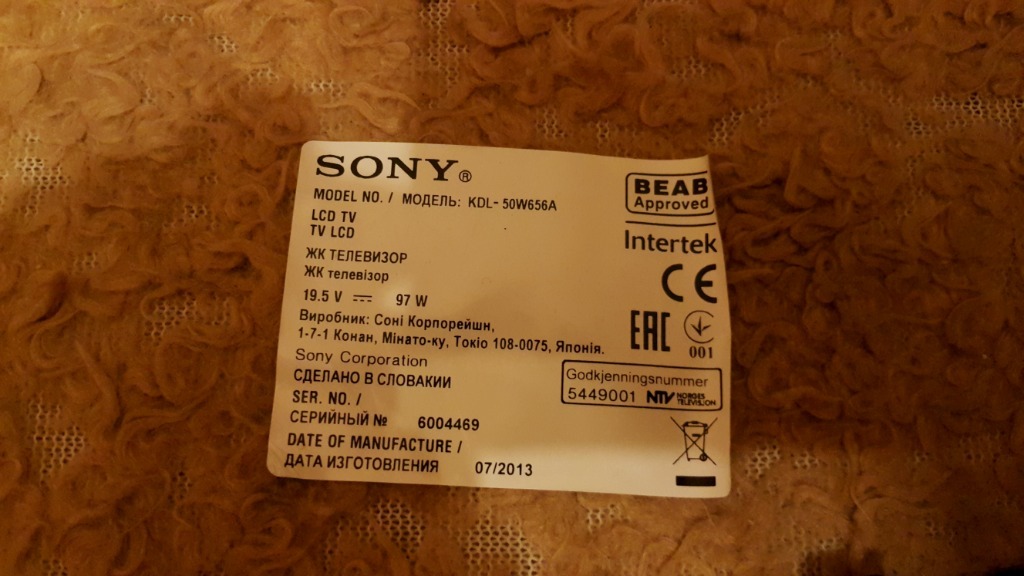 SONY®
MODEL NO. / МОДЕЛЬ: KDL-50W656A
LCD TV
TV LCD
ЖК ТЕЛЕВИЗОР
ЖК телевізор
19.5 V ⎓ 97 W
Виробник: Соні Корпорейшн,
1-7-1 Конан, Мінато-ку, Токіо 108-0075, Японія.
Sony Corporation
СДЕЛАНО В СЛОВАКИИ
SER. NO. /
СЕРИЙНЫЙ № 6004469
DATE OF MANUFACTURE /
ДАТА ИЗГОТОВЛЕНИЯ 07/2013
BEAB
Approved
Intertek
CE
EAC
001
Godkjenningsnummer
5449001 NTV NORGES
TELEVISION